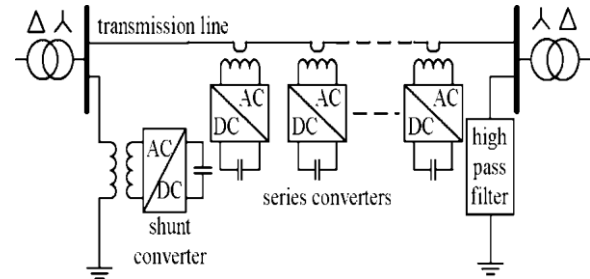 transmission line
AC
DC
AC
DC
AC
DC
AC
DC
high
pass
filter
series converters
shunt
converter